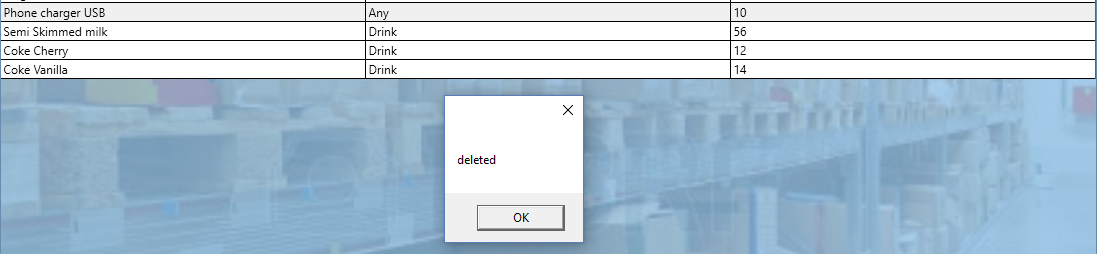 Phone charger USB Any 10
Semi Skimmed milk Drink 56
Coke Cherry Drink 12
Coke Vanilla Drink 14
deleted
OK